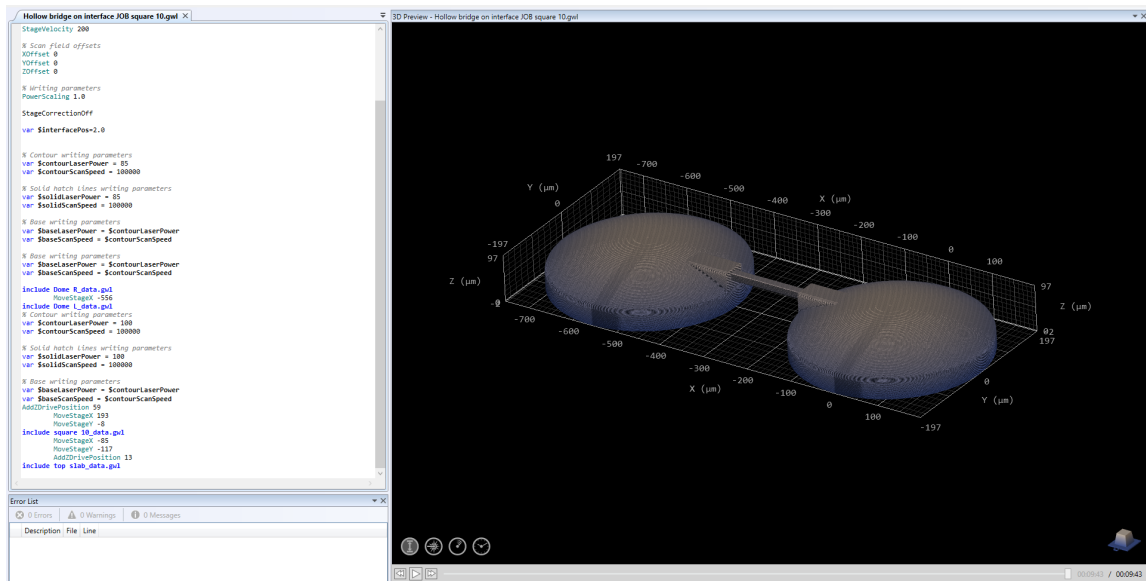 Hollow bridge on interface JOB square 10.gwl
StageVelocity 200
% Scan field offsets
XOffset 0
YOffset 0
ZOffset 0
% Writing parameters
PowerScaling 1.0
StageCorrectionOff
var $interfacePos=2.0
% Contour writing parameters
var $contourLaserPower = 85
var $contourScanSpeed = 100000
% Solid hatch lines writing parameters
var $solidLaserPower = 85
var $solidScanSpeed = 100000
% Base writing parameters
var $baseLaserPower = $contourLaserPower
var $baseScanSpeed = $contourScanSpeed
% Base writing parameters
var $baseLaserPower = $contourLaserPower
var $baseScanSpeed = $contourScanSpeed
include Dome R_data.gwl
MoveStageX -556
include Dome L_data.gwl
% Contour writing parameters
var $contourLaserPower = 100
var $contourScanSpeed = 100000
% Solid hatch lines writing parameters
var $solidLaserPower = 100
var $solidScanSpeed = 100000
% Base writing parameters
var $baseLaserPower = $contourLaserPower
var $baseScanSpeed = $contourScanSpeed
AddZDrivePosition 59
MoveStageX 193
MoveStageY -8
include square 10_data.gwl
MoveStageX -85
MoveStageY -117
AddZDrivePosition 13
include top slab_data.gwl
Error List
0 Errors
0 Warnings
0 Messages
Description File Line
3D Preview - Hollow bridge on interface JOB square 10.gwl
197
-700
-600
-500
-400
-300
-200
-100
0
100
X (µm)
Y (µm)
0
-197
97
Z (µm)
-700
-600
-500
-400
-300
-200
-100
0
100
X (µm)
97
Z (µm)
197
0
Y (µm)
-197
00:09:43 / 00:09:43